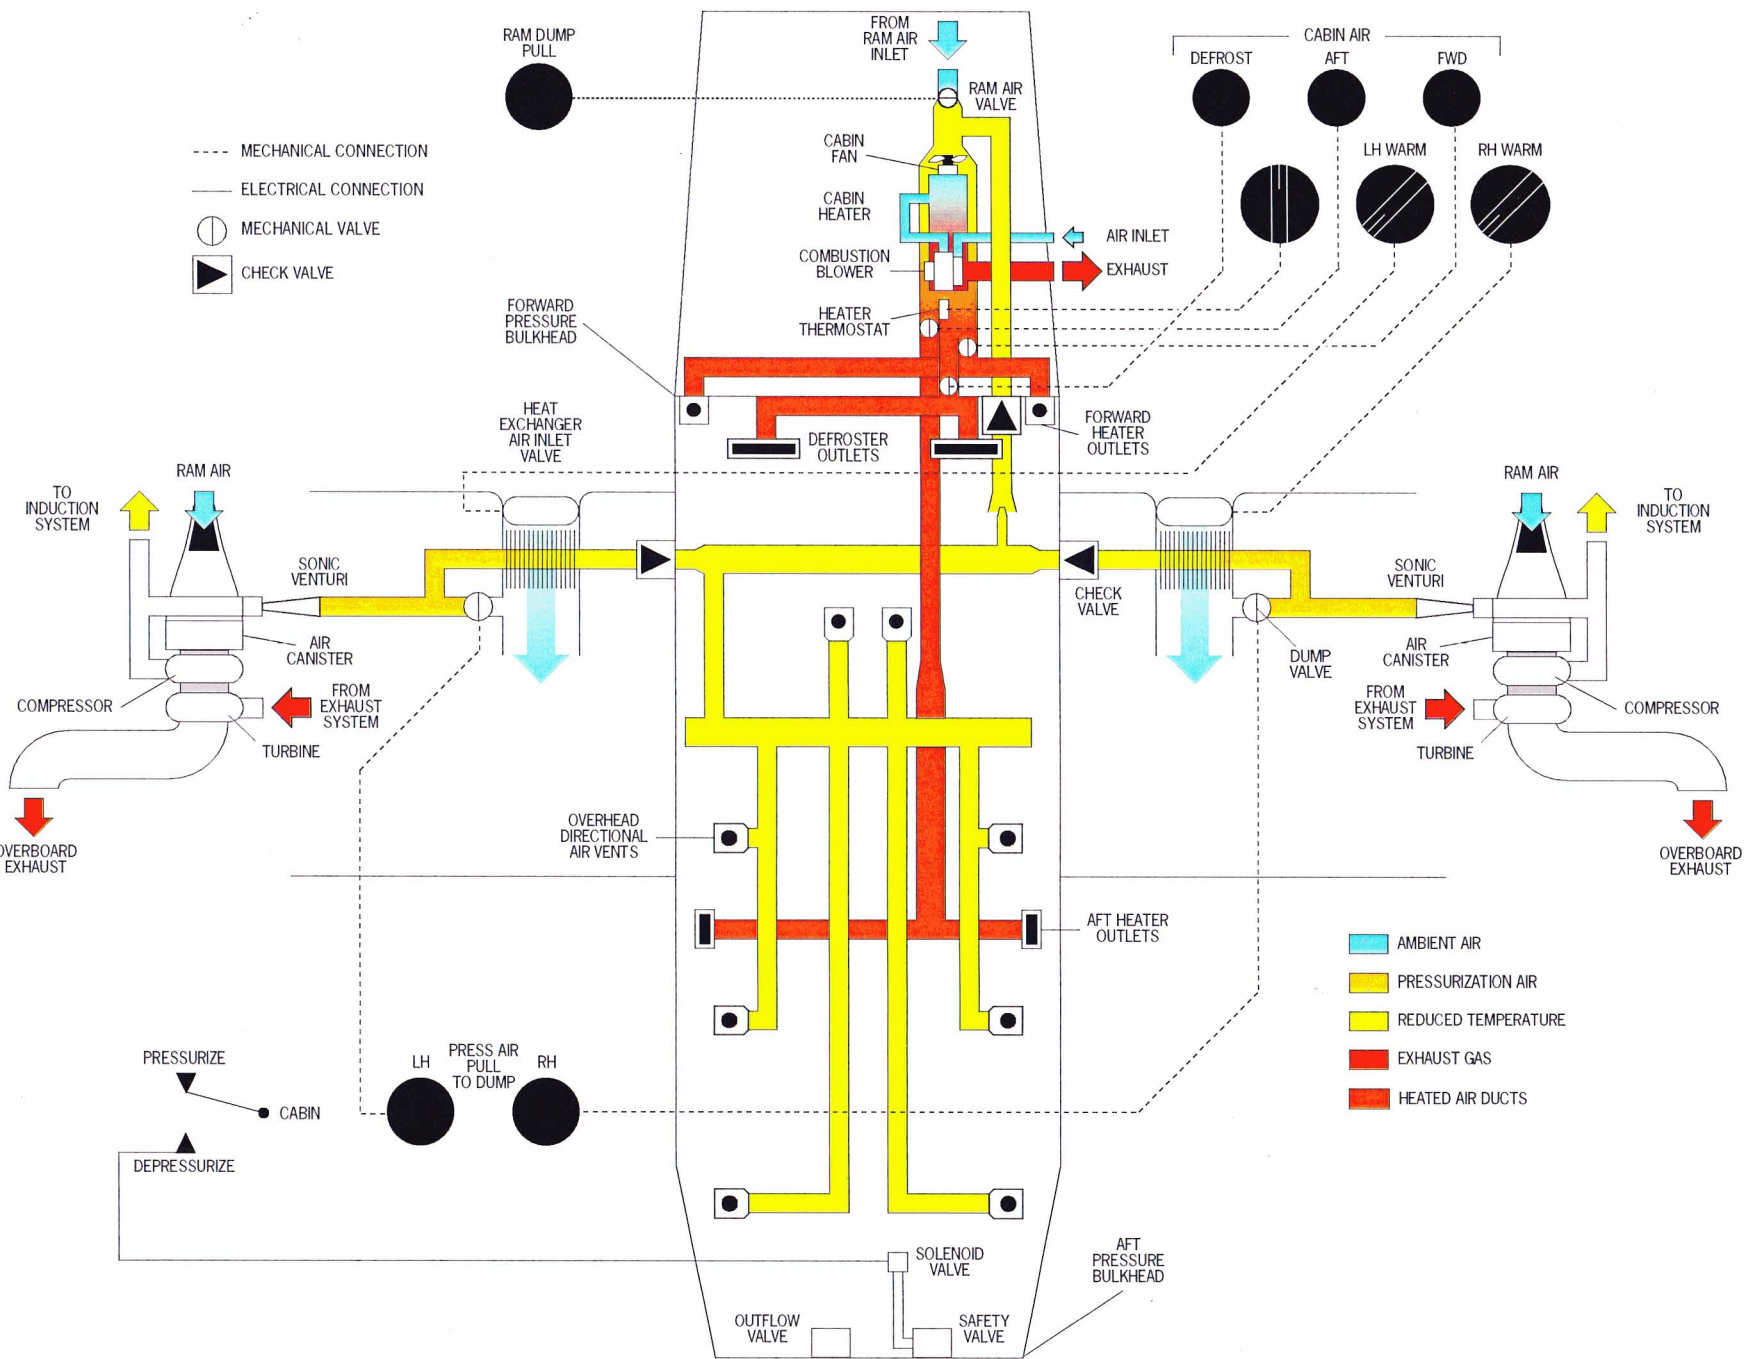 FROM
RAM AIR
INLET
RAM DUMP
PULL
RAM AIR
VALVE
CABIN AIR
DEFROST
AFT
FWD
LH WARM
RH WARM
MECHANICAL CONNECTION
ELECTRICAL CONNECTION
MECHANICAL VALVE
CHECK VALVE
CABIN
FAN
CABIN
HEATER
COMBUSTION
BLOWER
AIR INLET
EXHAUST
HEATER
THERMOSTAT
FORWARD
PRESSURE
BULKHEAD
HEAT
EXCHANGER
AIR INLET
VALVE
DEFROSTER
OUTLETS
FORWARD
HEATER
OUTLETS
RAM AIR
TO
INDUCTION
SYSTEM
SONIC
VENTURI
AIR
CANISTER
COMPRESSOR
FROM
EXHAUST
SYSTEM
TURBINE
OVERBOARD
EXHAUST
RAM AIR
TO
INDUCTION
SYSTEM
SONIC
VENTURI
CHECK
VALVE
DUMP
VALVE
AIR
CANISTER
FROM
EXHAUST
SYSTEM
COMPRESSOR
TURBINE
OVERBOARD
EXHAUST
OVERHEAD
DIRECTIONAL
AIR VENTS
AFT HEATER
OUTLETS
AMBIENT AIR
PRESSURIZATION AIR
REDUCED TEMPERATURE
EXHAUST GAS
HEATED AIR DUCTS
PRESSURIZE
CABIN
DEPRESSURIZE
LH
PRESS AIR
PULL
TO DUMP
RH
SOLENOID
VALVE
AFT
PRESSURE
BULKHEAD
OUTFLOW
VALVE
SAFETY
VALVE